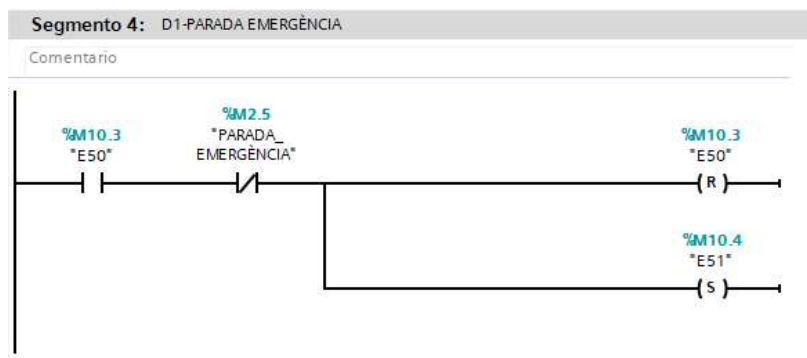 Segmento 4: D1-PARADA EMERGÈNCIA
Comentario
%M2.5
%M10.3 "PARADA_ %M10.3
"E50" EMERGÈNCIA" "E50"
( R )
%M10.4
"E51"
( S )